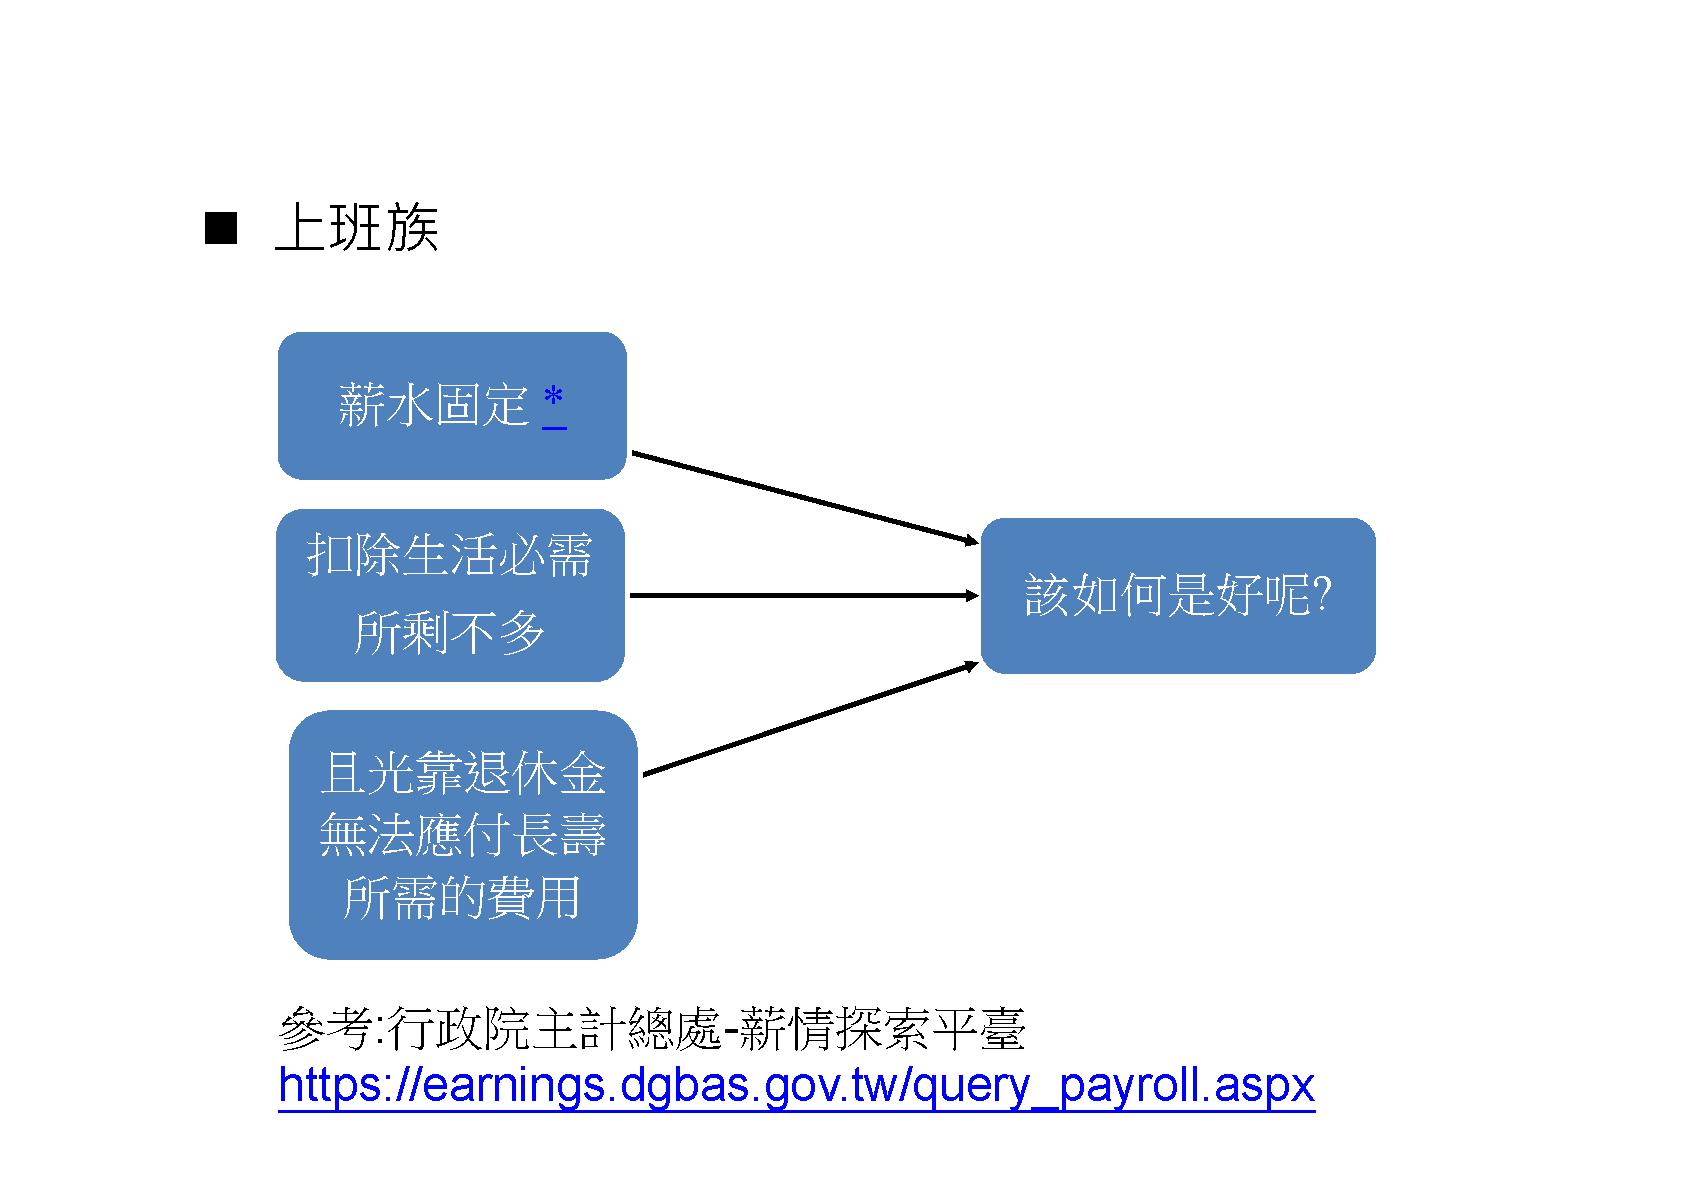 ■ 上班族
薪水固定 *
扣除生活必需
所剩不多
且光靠退休金
無法應付長壽
所需的費用
該如何是好呢?
參考:行政院主計總處-薪情探索平臺
https://earnings.dgbas.gov.tw/query_payroll.aspx